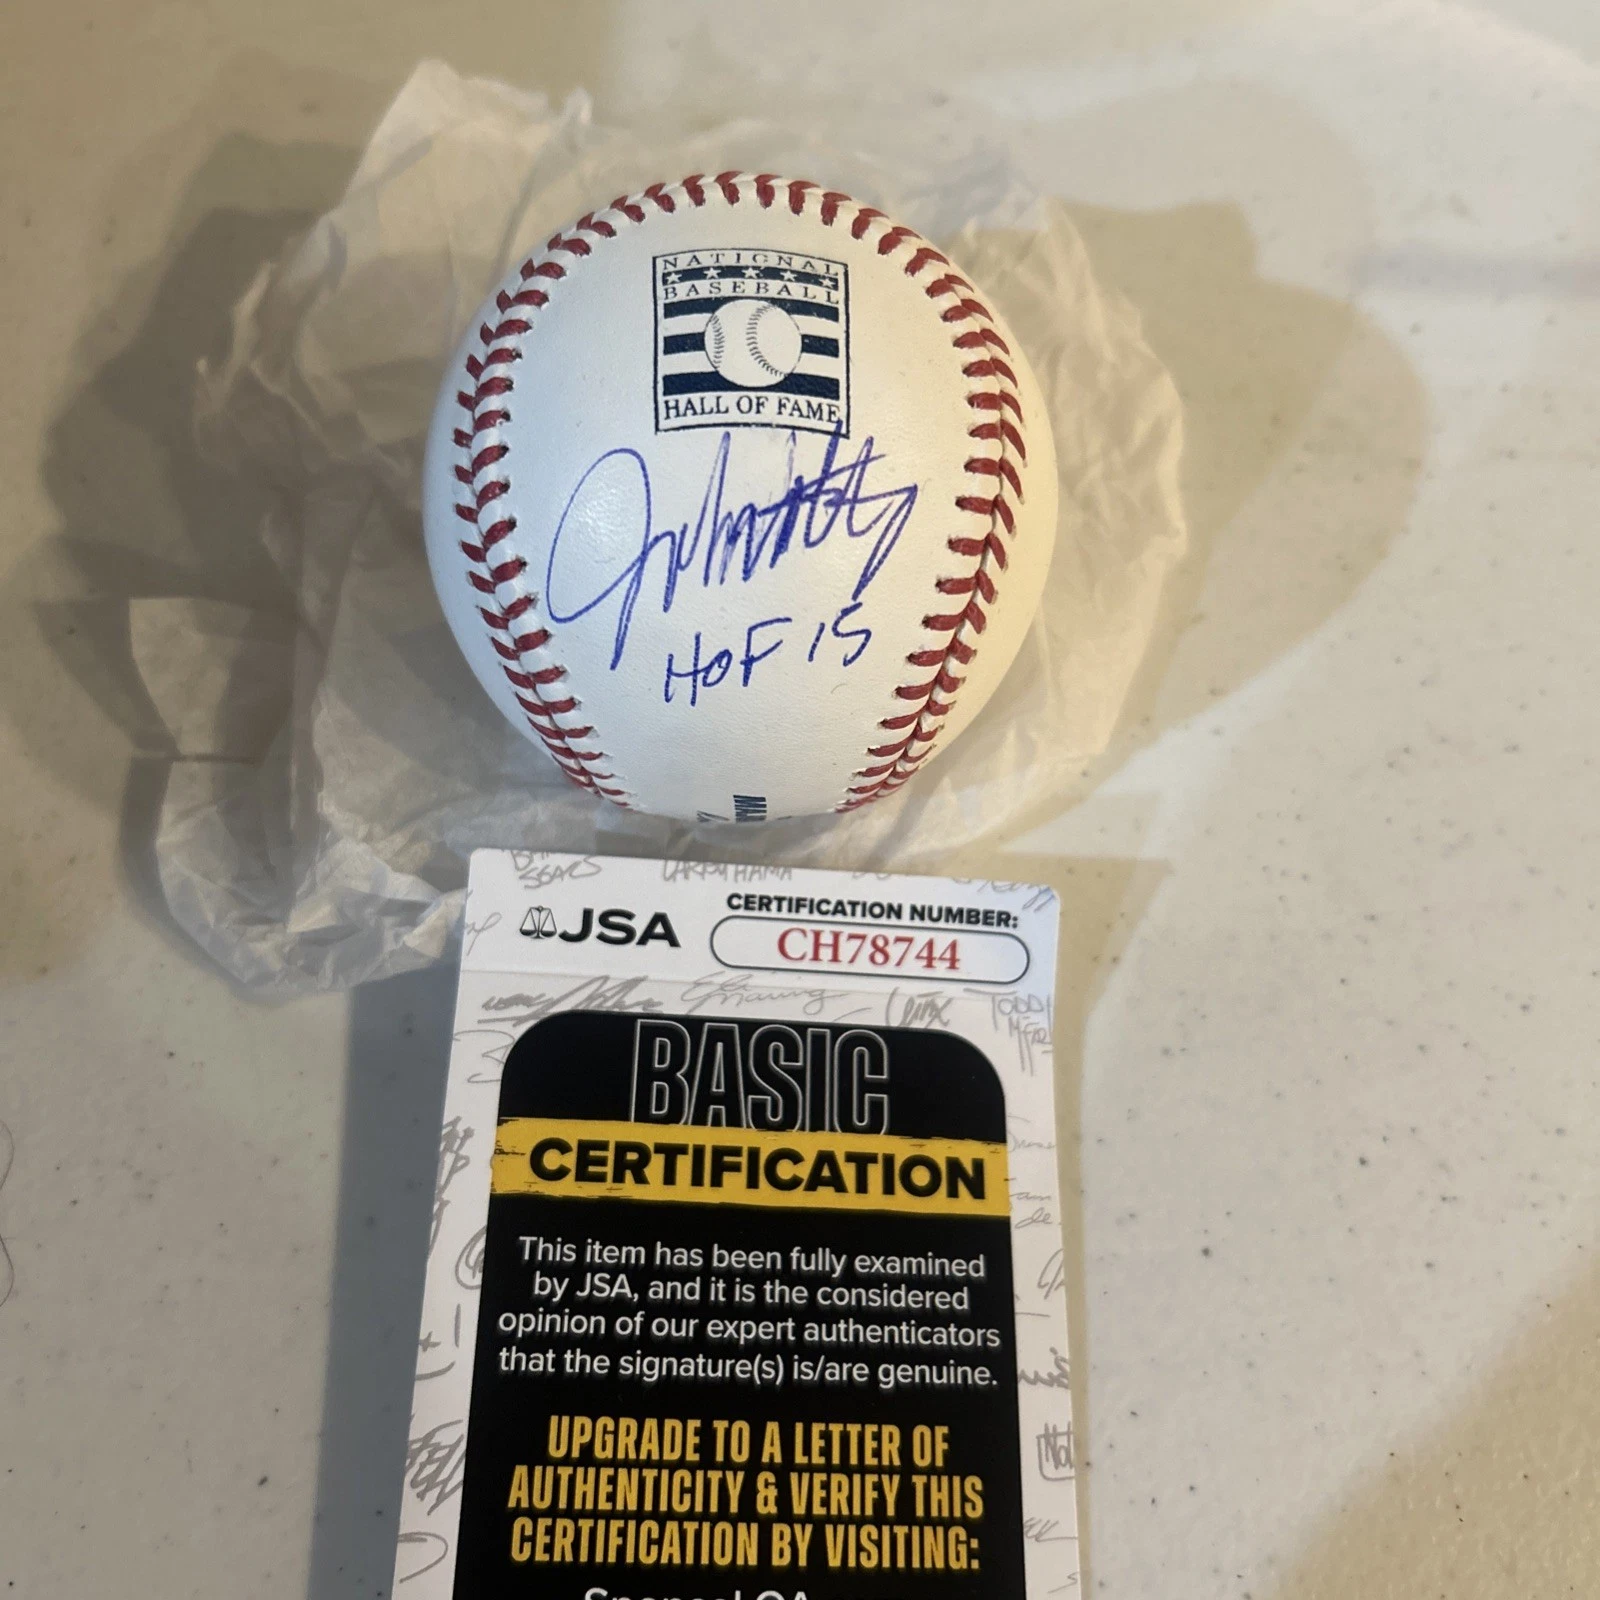 NATIONAL
BASEBALL
HALL OF FAME
John Smoltz
HOF 15
JSA
CERTIFICATION NUMBER:
CH78744
BASIC
CERTIFICATION
This item has been fully examined
by JSA, and it is the considered
opinion of our expert authenticators
that the signature(s) is/are genuine.
UPGRADE TO A LETTER OF
AUTHENTICITY & VERIFY THIS
CERTIFICATION BY VISITING: